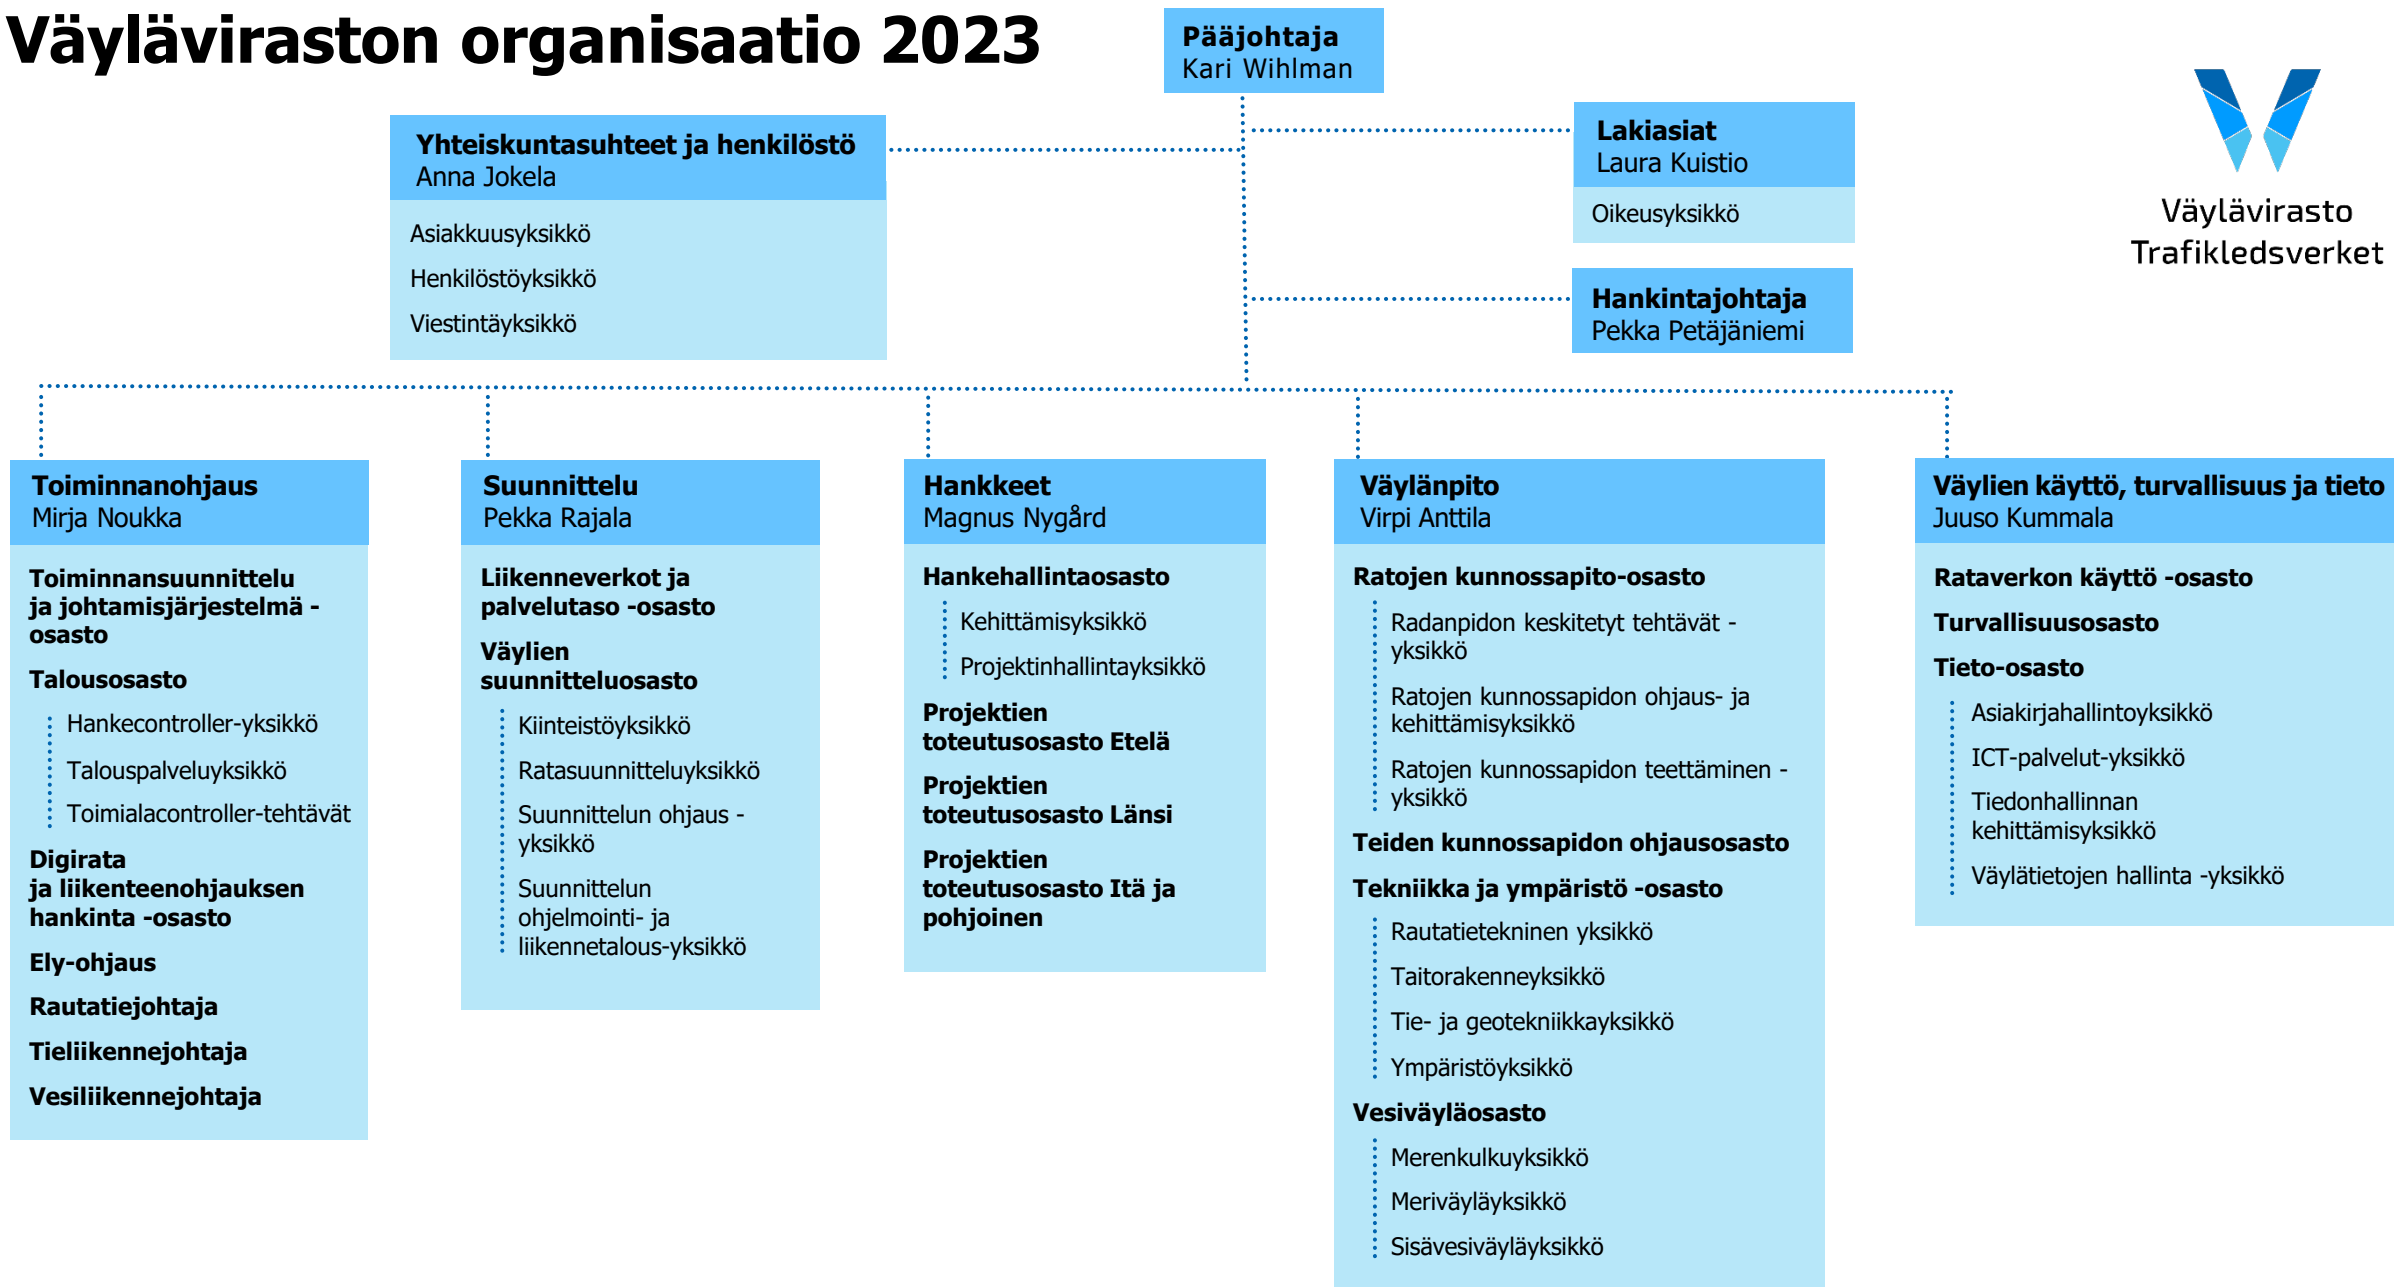 Väyläviraston organisaatio 2023
Pääjohtaja
Kari Wihlman
Yhteiskuntasuhteet ja henkilöstö
Anna Jokela
Asiakkuusyksikkö
Henkilöstöyksikkö
Viestintäyksikkö
Lakiasiat
Laura Kuistio
Oikeusyksikkö
Hankintajohtaja
Pekka Petäjäniemi
Väylävirasto
Trafikledsverket
Toiminnanohjaus
Mirja Noukka
Toiminnansuunnittelu
ja johtamisjärjestelmä -
osasto
Talousosasto
Hankecontroller-yksikkö
Talouspalveluyksikkö
Toimialacontroller-tehtävät
Digirata
ja liikenteenohjauksen
hankinta -osasto
Ely-ohjaus
Rautatiejohtaja
Tieliikennejohtaja
Vesiliikennejohtaja
Suunnittelu
Pekka Rajala
Liikenneverkot ja
palvelutaso -osasto
Väylien
suunnitteluosasto
Kiinteistöyksikkö
Ratasuunnitteluyksikkö
Suunnittelun ohjaus -
yksikkö
Suunnittelun
ohjelmointi- ja
liikennetalous-yksikkö
Hankkeet
Magnus Nygård
Hankehallintaosasto
Kehittämisyksikkö
Projektinhallintayksikkö
Projektien
toteutusosasto Etelä
Projektien
toteutusosasto Länsi
Projektien
toteutusosasto Itä ja
pohjoinen
Väylänpito
Virpi Anttila
Ratojen kunnossapito-osasto
Radanpidon keskitetyt tehtävät -
yksikkö
Ratojen kunnossapidon ohjaus- ja
kehittämisyksikkö
Ratojen kunnossapidon teettäminen -
yksikkö
Teiden kunnossapidon ohjausosasto
Tekniikka ja ympäristö -osasto
Rautatietekninen yksikkö
Taitorakenneyksikkö
Tie- ja geotekniikkayksikkö
Ympäristöyksikkö
Vesiväyläosasto
Merenkulkuyksikkö
Meriväyläyksikkö
Sisävesiväyläyksikkö
Väylien käyttö, turvallisuus ja tieto
Juuso Kummala
Rataverkon käyttö -osasto
Turvallisuusosasto
Tieto-osasto
Asiakirjahallintoyksikkö
ICT-palvelut-yksikkö
Tiedonhallinnan
kehittämisyksikkö
Väylätietojen hallinta -yksikkö